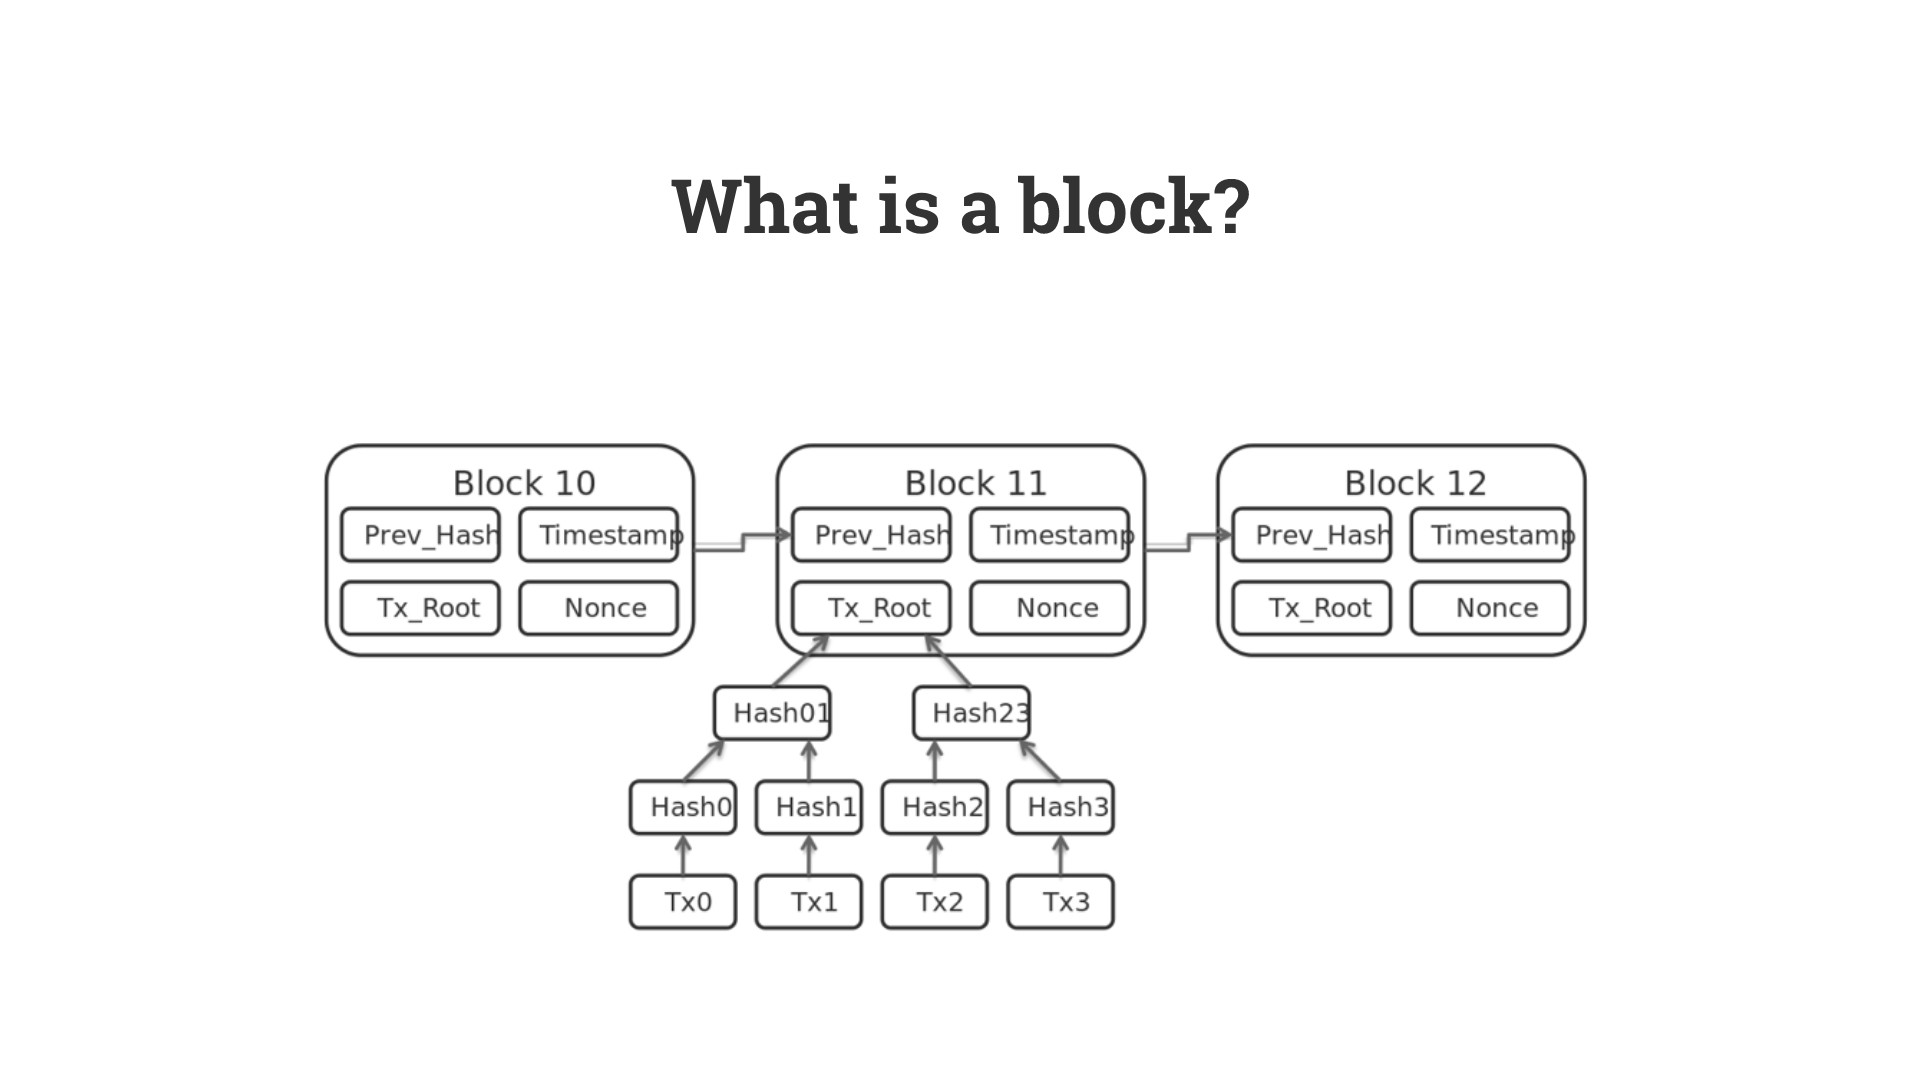 What is a block?
Block 10
Prev_Hash
Timestamp
Tx_Root
Nonce
Block 11
Prev_Hash
Timestamp
Tx_Root
Nonce
Block 12
Prev_Hash
Timestamp
Tx_Root
Nonce
Hash01
Hash23
Hash0
Hash1
Hash2
Hash3
Tx0
Tx1
Tx2
Tx3